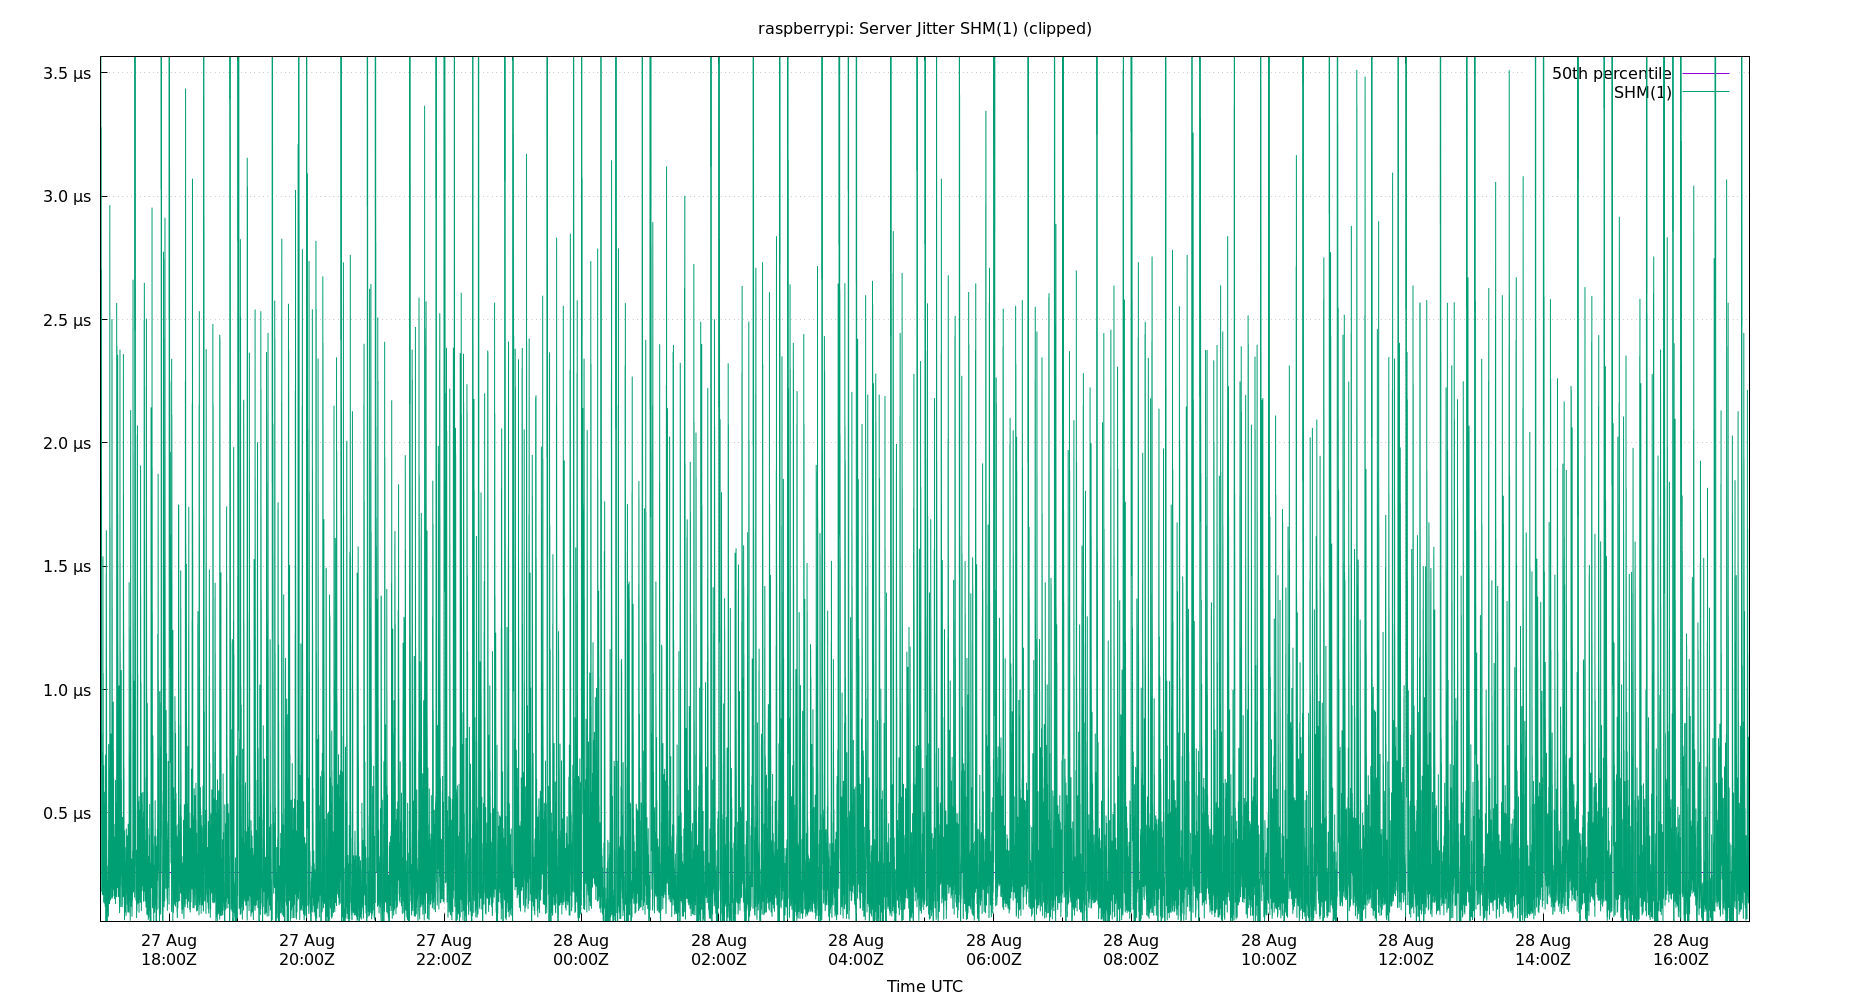 raspberrypi: Server Jitter SHM(1) (clipped)
3.5 µs
3.0 µs
2.5 µs
2.0 µs
1.5 µs
1.0 µs
0.5 µs
50th percentile
SHM(1)
27 Aug 18:00Z
27 Aug 20:00Z
27 Aug 22:00Z
28 Aug 00:00Z
28 Aug 02:00Z
28 Aug 04:00Z
28 Aug 06:00Z
28 Aug 08:00Z
28 Aug 10:00Z
28 Aug 12:00Z
28 Aug 14:00Z
28 Aug 16:00Z
Time UTC